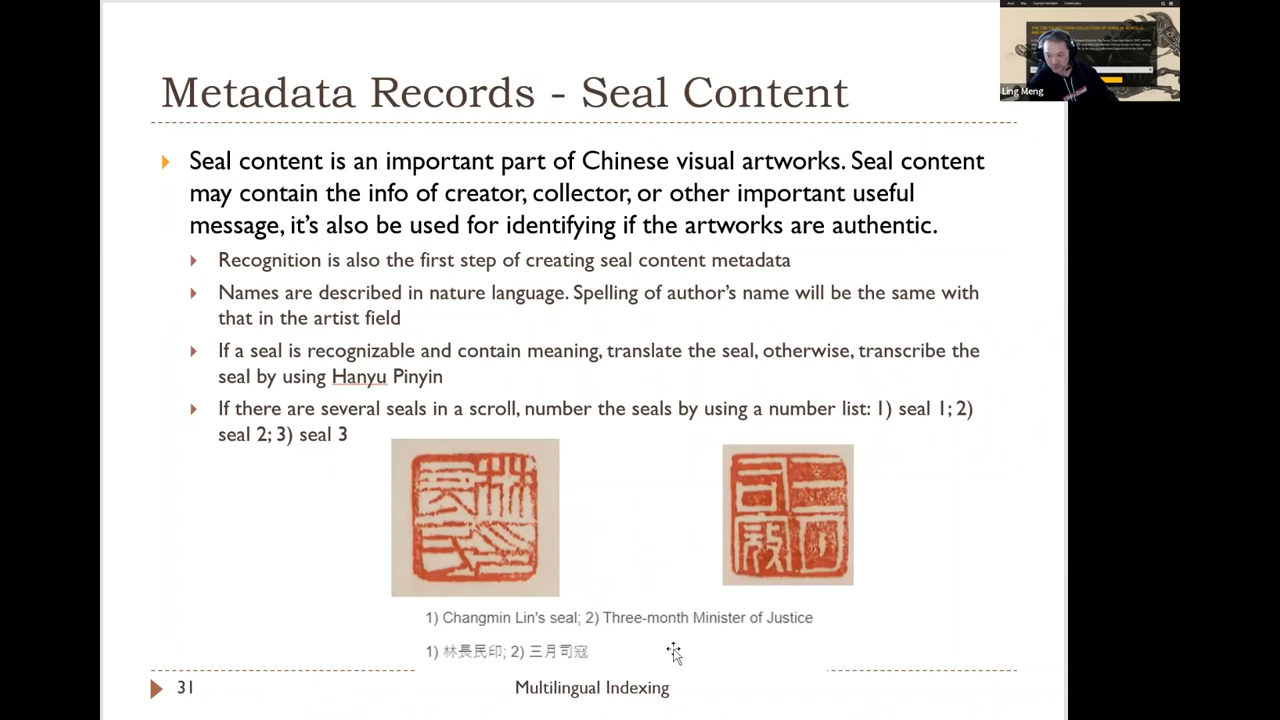 Metadata Records - Seal Content
Seal content is an important part of Chinese visual artworks. Seal content
may contain the info of creator, collector, or other important useful
message, it's also be used for identifying if the artworks are authentic.
Recognition is also the first step of creating seal content metadata
Names are described in nature language. Spelling of author's name will be the same with
that in the artist field
If a seal is recognizable and contain meaning, translate the seal, otherwise, transcribe the
seal by using Hanyu Pinyin
If there are several seals in a scroll, number the seals by using a number list: 1) seal 1; 2)
seal 2; 3) seal 3
1) Changmin Lin's seal; 2) Three-month Minister of Justice
1) 林長民印; 2) 三月司寇
31
Multilingual Indexing
Ling Meng